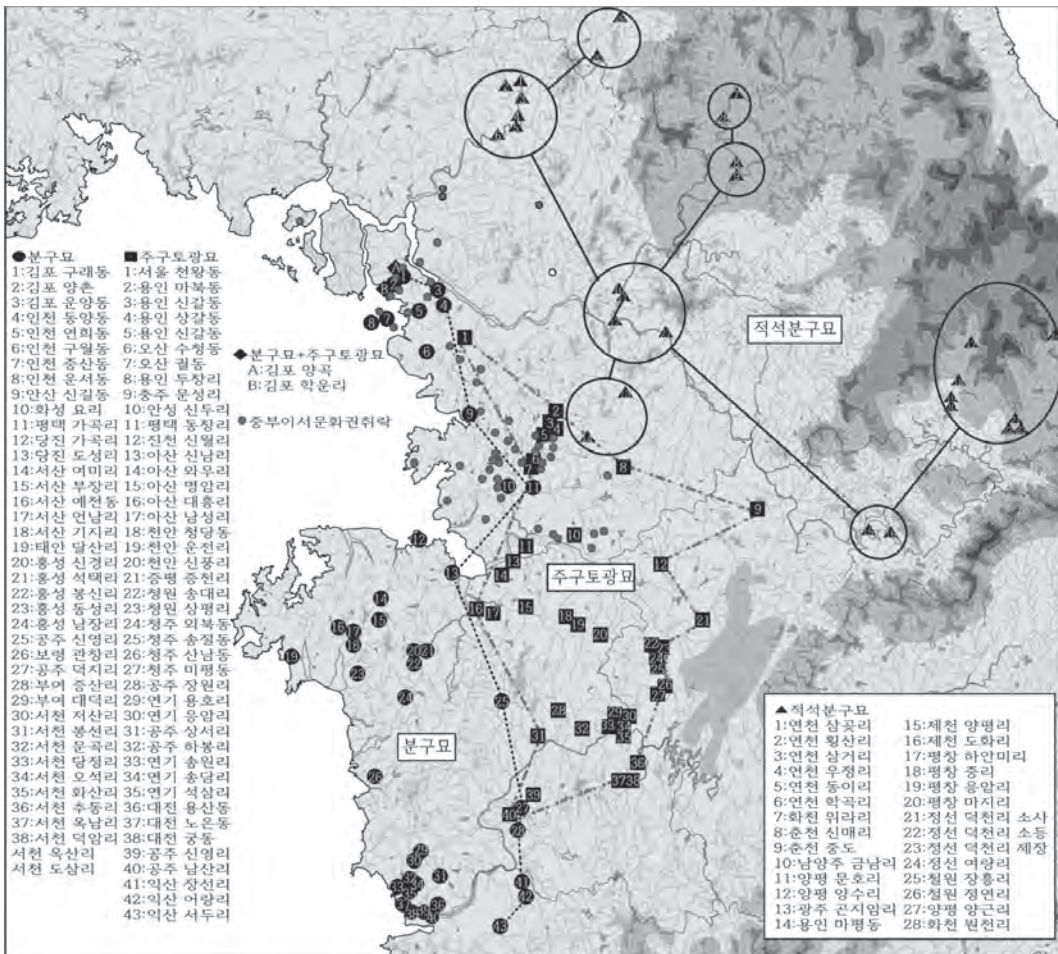 ●분구묘 ■주구토광묘
1:김포 구래동 1:서울 천왕동
2:김포 양촌 2:용인 마북동
3:김포 운양동 3:용인 신갈동
4:인천 동양동 4:용인 상갈동
5:인천 연희동 5:용인 신갈동
6:인천 구월동 6:오산 수청동
7:인천 중산동 7:오산 궐동
8:인천 운서동 8:용인 두창리
9:안산 신길동 9:충주 문성리
10:화성 요리 10:안성 신두리
11:평택 가곡리 11:평택 동창리
12:당진 가곡리 12:진천 신월리
13:당진 도성리 13:아산 신남리
14:서산 여미리 14:아산 와우리
15:서산 부장리 15:아산 명암리
16:서산 예천동 16:아산 대흥리
17:서산 언남리 17:아산 남성리
18:서산 기지리 18:천안 청당동
19:태안 달산리 19:천안 운전리
20:홍성 신경리 20:천안 신풍리
21:홍성 석택리 21:증평 증천리
22:홍성 봉신리 22:청원 송대리
23:홍성 동성리 23:청원 상평리
24:홍성 남장리 24:청주 외북동
25:공주 신영리 25:청주 송절동
26:보령 관창리 26:청주 산남동
27:공주 덕지리 27:청주 미평동
28:부여 증산리 28:공주 장원리
29:부여 대덕리 29:연기 용호리
30:서천 저산리 30:연기 응암리
31:서천 봉선리 31:공주 상서리
32:서천 문곡리 32:공주 하봉리
33:서천 당정리 33:연기 송원리
34:서천 오석리 34:연기 송담리
35:서천 화산리 35:연기 석삼리
36:서천 추동리 36:대전 용산동
37:서천 옥남리 37:대전 노은동
38:서천 덕암리 38:대전 궁동
서천 옥산리 39:공주 신영리
서천 도삼리 40:공주 남산리
41:익산 장선리
42:익산 어량리
43:익산 서두리
◆분구묘+주구토광묘
A:김포 양곡
B:김포 학운리
●중부이서문화권취락
적석분구묘
주구토광묘
분구묘
▲적석분구묘
1:연천 삼곶리 15:제천 양평리
2:연천 횡산리 16:제천 도화리
3:연천 삼거리 17:평창 하안미리
4:연천 우정리 18:평창 중리
5:연천 동이리 19:평창 응암리
6:연천 학곡리 20:평창 마지리
7:화천 위라리 21:정선 덕천리 소사
8:춘천 신매리 22:정선 덕천리 소등
9:춘천 중도 23:정선 덕천리 제장
10:남양주 금남리 24:정선 여량리
11:양평 문호리 25:철원 장흥리
12:양평 양수리 26:철원 정연리
13:광주 곤지암리 27:양평 양근리
14:용인 마평동 28:화천 원천리